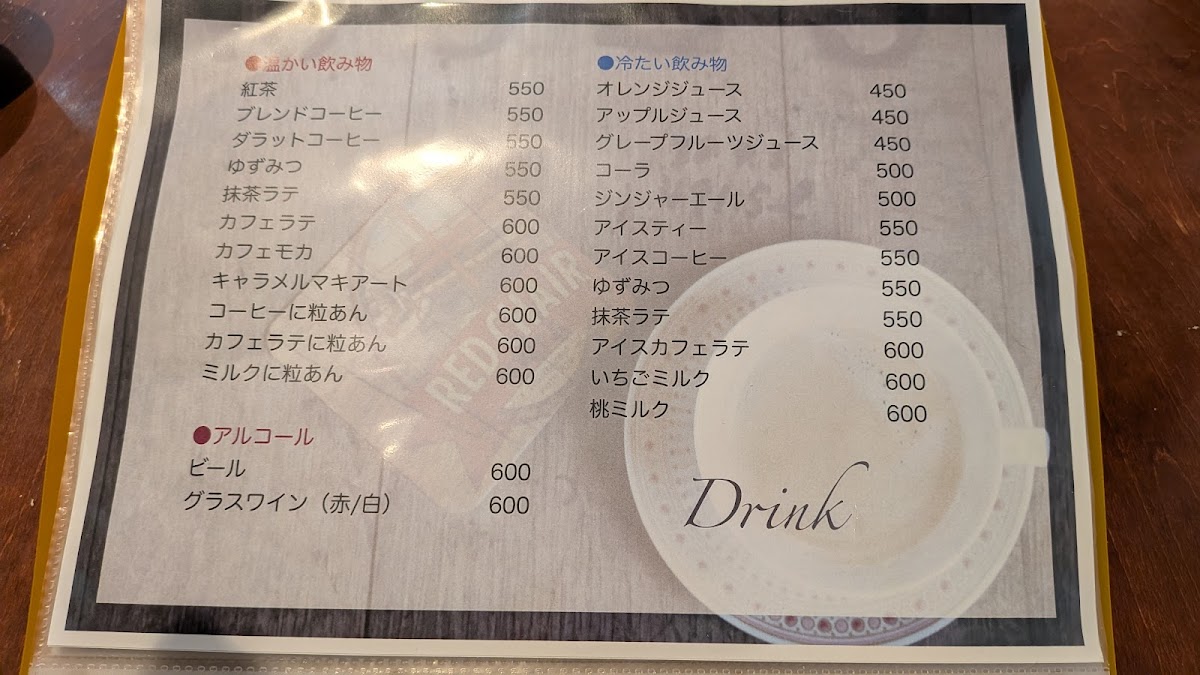 ●温かい飲み物
紅茶 550
ブレンドコーヒー 550
ダラットコーヒー 550
ゆずみつ 550
抹茶ラテ 550
カフェラテ 600
カフェモカ 600
キャラメルマキアート 600
コーヒーに粒あん 600
カフェラテに粒あん 600
ミルクに粒あん 600
●アルコール
ビール 600
グラスワイン（赤/白） 600
●冷たい飲み物
オレンジジュース 450
アップルジュース 450
グレープフルーツジュース 450
コーラ 500
ジンジャーエール 500
アイスティー 550
アイスコーヒー 550
ゆずみつ 550
抹茶ラテ 550
アイスカフェラテ 600
いちごミルク 600
桃ミルク 600
Drink
RED CHAIR